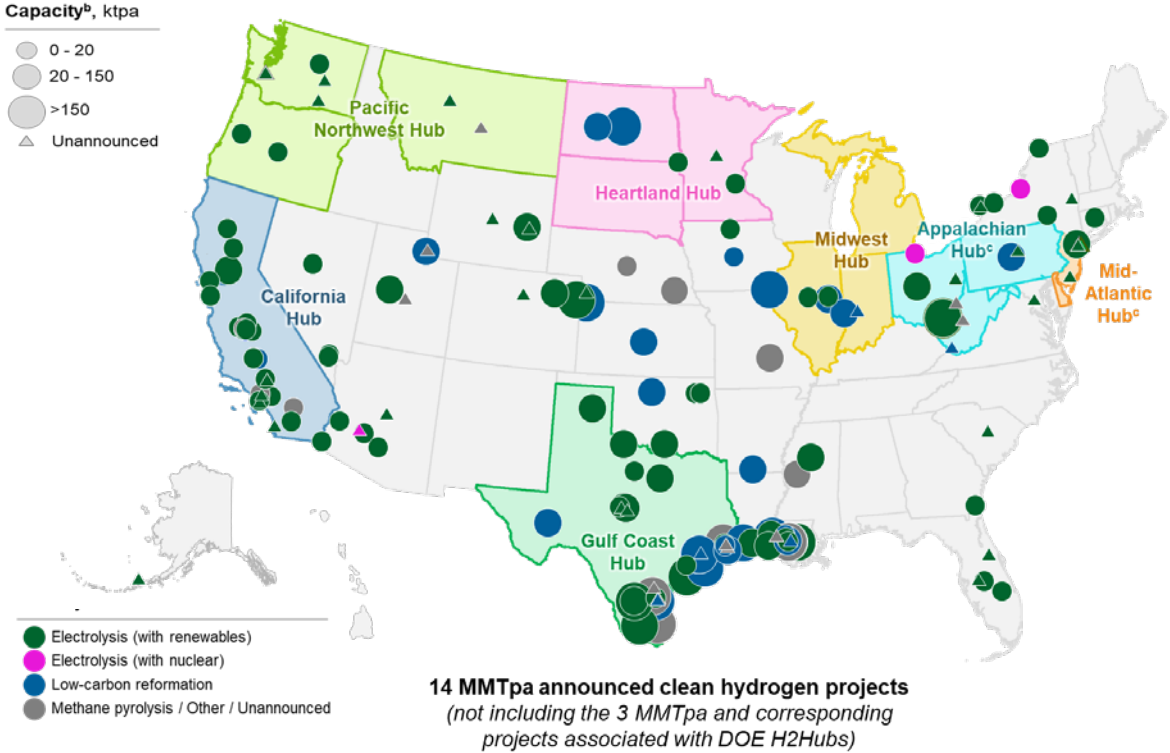 Capacityᵇ, ktpa
0 - 20
20 - 150
>150
Unannounced
Pacific
Northwest Hub
Heartland Hub
Midwest
Hub
Appalachian
Hubᶜ
Mid-
Atlantic
Hubᶜ
California
Hub
Gulf Coast
Hub
-
Electrolysis (with renewables)
Electrolysis (with nuclear)
Low-carbon reformation
Methane pyrolysis / Other / Unannounced
14 MMTpa announced clean hydrogen projects
(not including the 3 MMTpa and corresponding
projects associated with DOE H2Hubs)